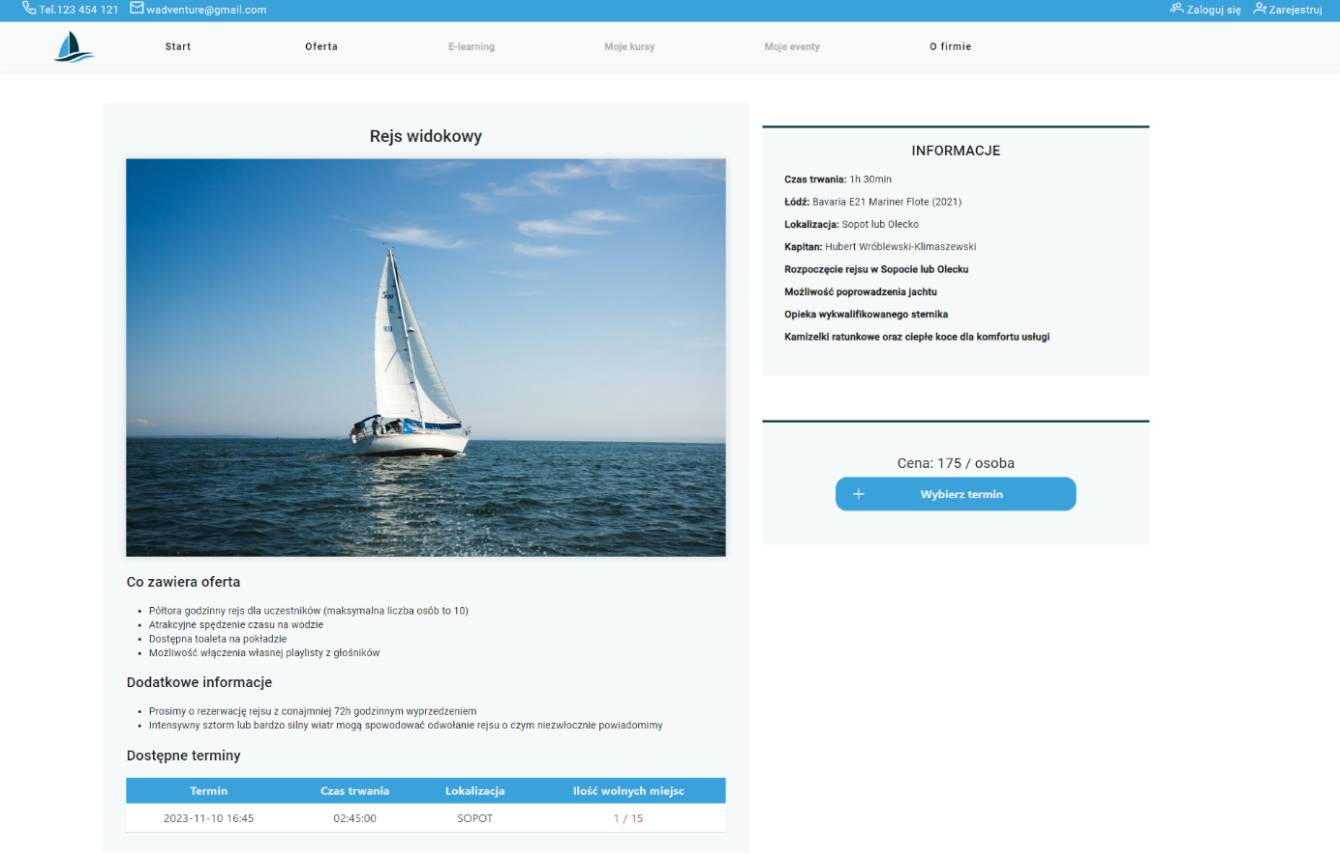 Tel.123 454 121 wadventure@gmail.com Zaloguj się Zarejestruj
Start Oferta E-learning Moje kursy Moje eventy O firmie
Rejs widokowy
Co zawiera oferta
Półtora godzinny rejs dla uczestników (maksymalna liczba osób to 10)
Atrakcyjne spędzenie czasu na wodzie
Dostępna toaleta na pokładzie
Możliwość włączenia własnej playlisty z głośników
Dodatkowe informacje
Prosimy o rezerwację rejsu z conajmniej 72h godzinnym wyprzedzeniem
Intensywny sztorm lub bardzo silny wiatr mogą spowodować odwołanie rejsu o czym niezwłocznie powiadomimy
Dostępne terminy
Termin Czas trwania Lokalizacja Ilość wolnych miejsc
2023-11-10 16:45 02:45:00 SOPOT 1 / 15
INFORMACJE
Czas trwania: 1h 30min
Łódź: Bavaria E21 Mariner Flote (2021)
Lokalizacja: Sopot lub Olecko
Kapitan: Hubert Wróblewski-Klimaszewski
Rozpoczęcie rejsu w Sopocie lub Olecku
Możliwość poprowadzenia jachtu
Opieka wykwalifikowanego sternika
Kamizelki ratunkowe oraz ciepłe koce dla komfortu usługi
Cena: 175 / osoba
Wybierz termin